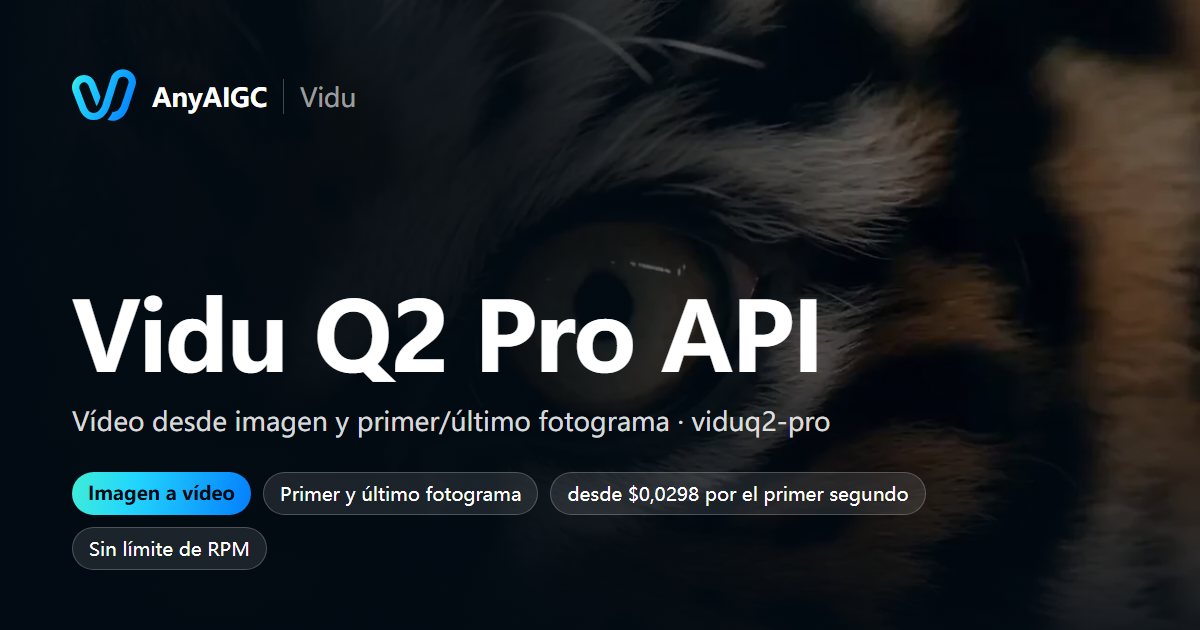 AnyAIGC | Vidu
Vidu Q2 Pro API
Vídeo desde imagen y primer/último fotograma · viduq2-pro
Imagen a vídeo
Primer y último fotograma
desde $0,0298 por el primer segundo
Sin límite de RPM